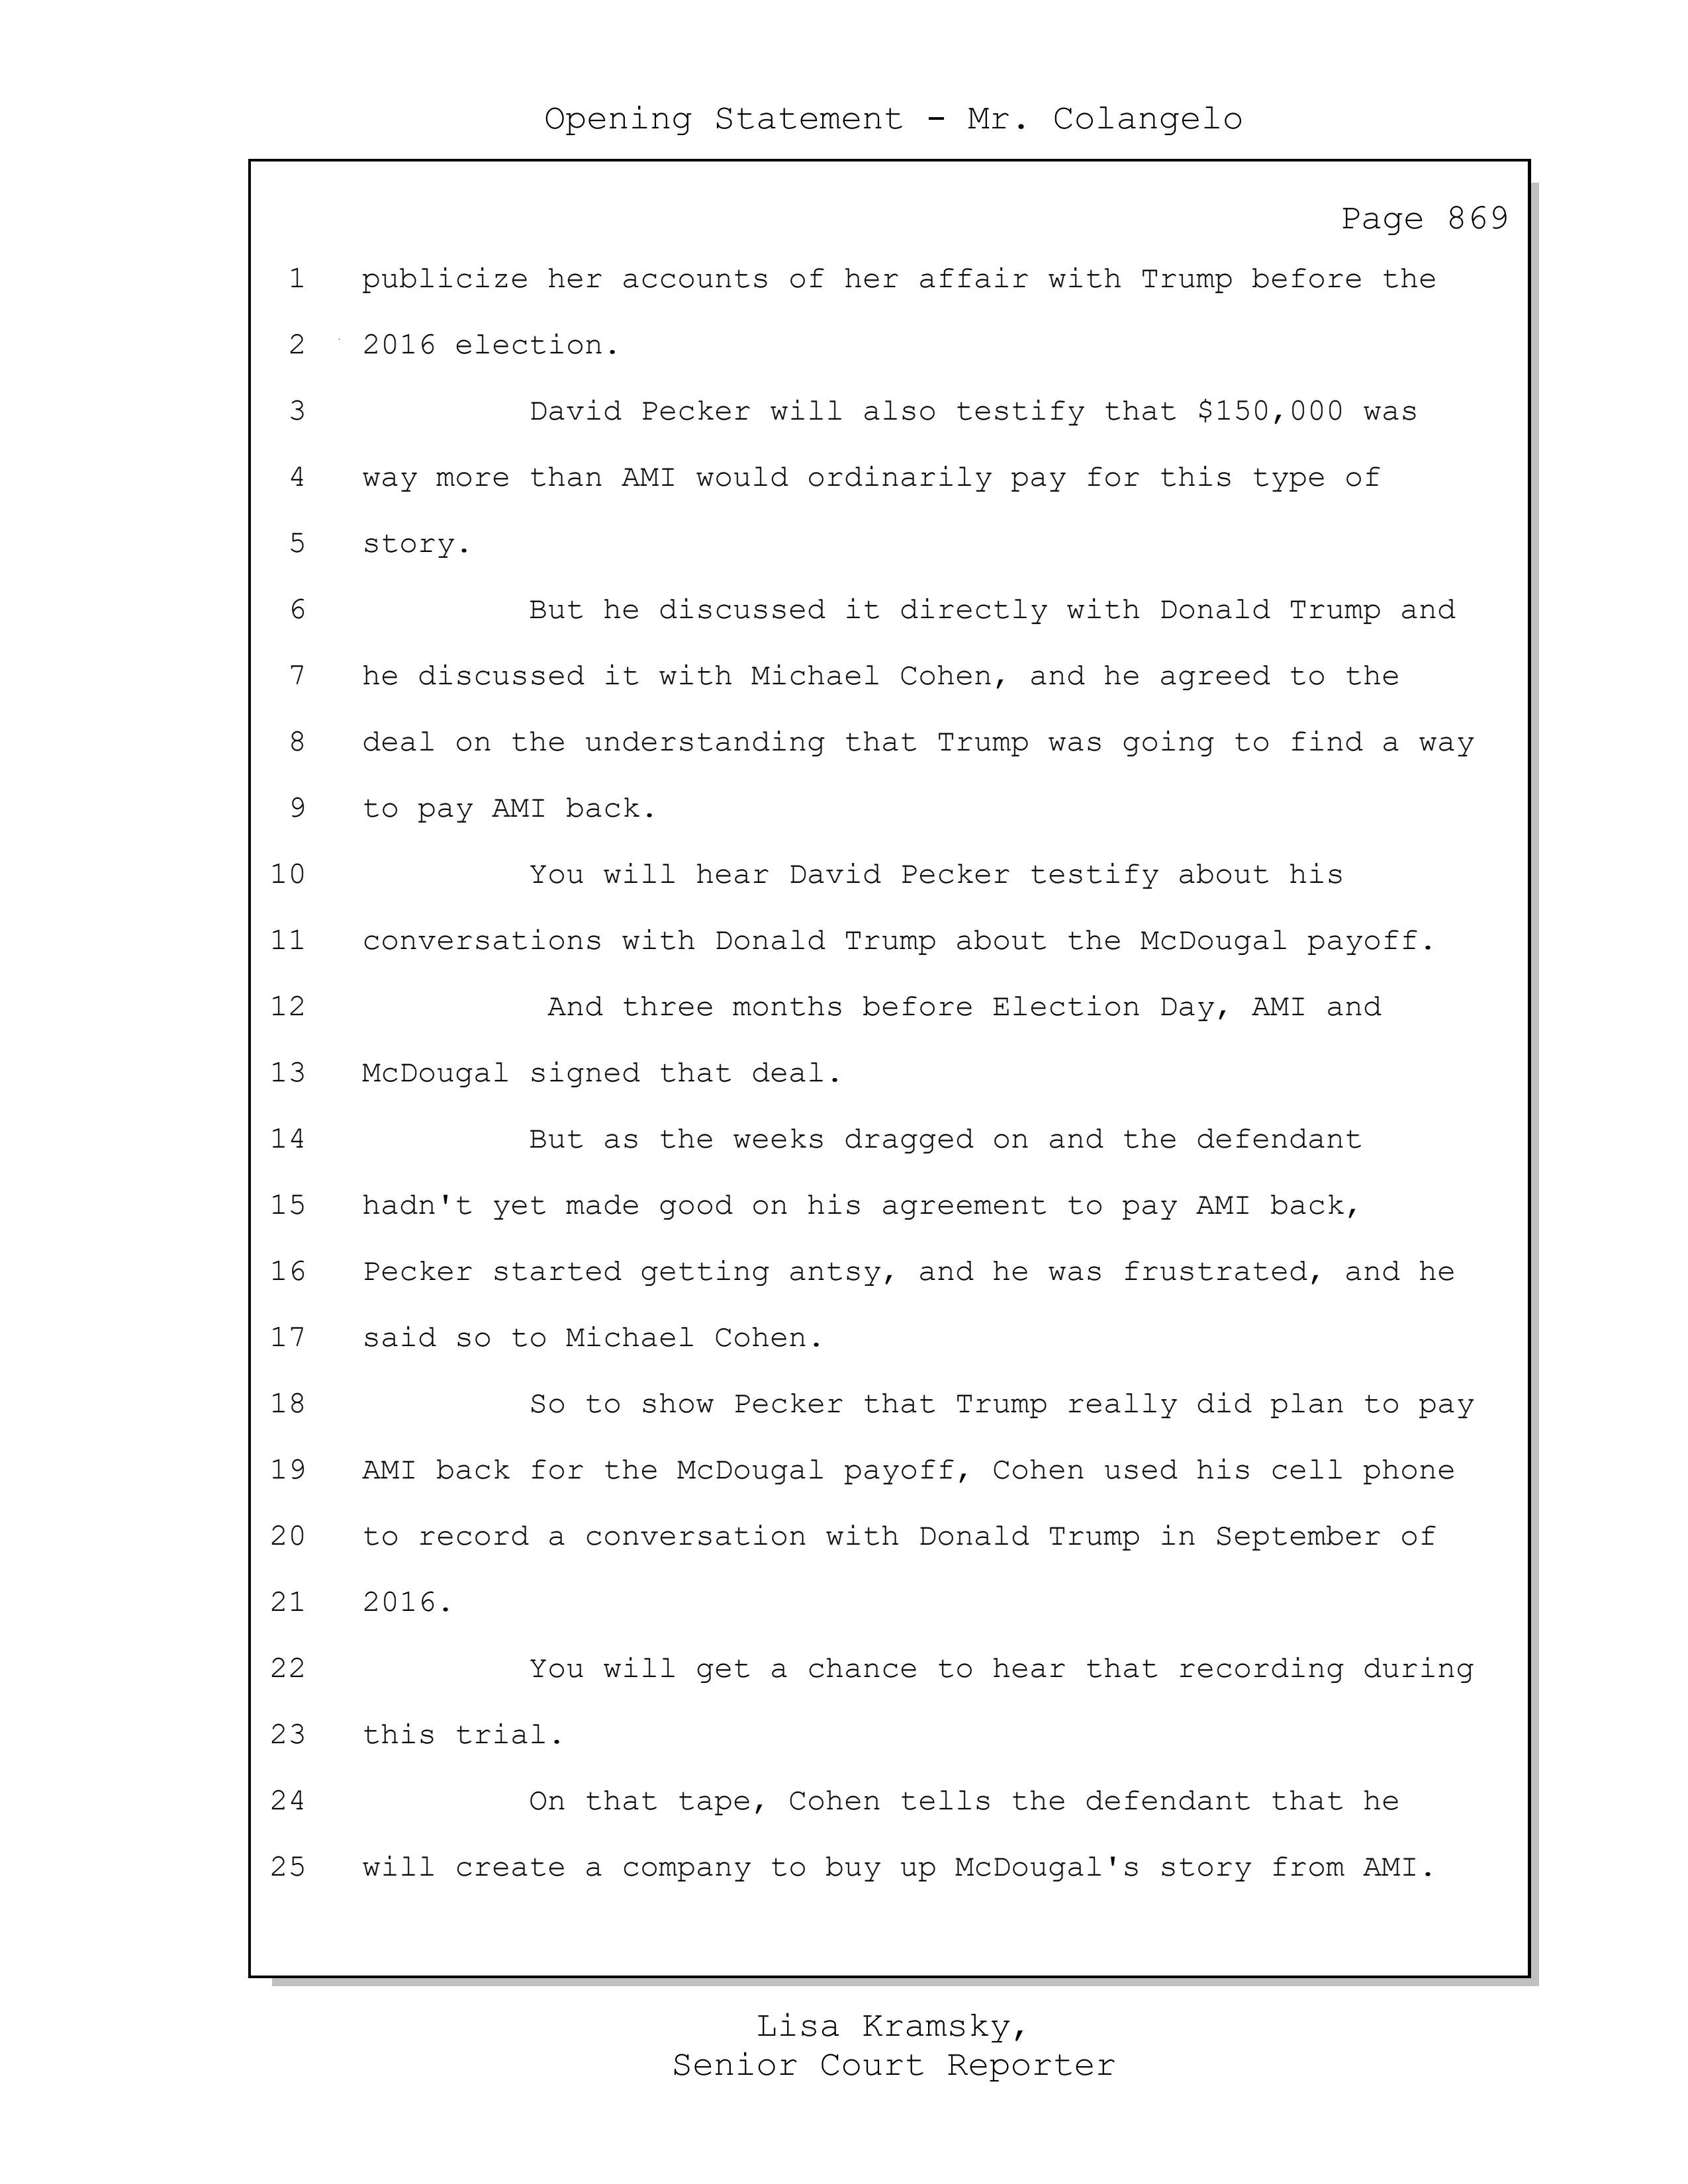 Opening Statement - Mr. Colangelo
Page 869
1 publicize her accounts of her affair with Trump before the
2 2016 election.
3 David Pecker will also testify that $150,000 was
4 way more than AMI would ordinarily pay for this type of
5 story.
6 But he discussed it directly with Donald Trump and
7 he discussed it with Michael Cohen, and he agreed to the
8 deal on the understanding that Trump was going to find a way
9 to pay AMI back.
10 You will hear David Pecker testify about his
11 conversations with Donald Trump about the McDougal payoff.
12 And three months before Election Day, AMI and
13 McDougal signed that deal.
14 But as the weeks dragged on and the defendant
15 hadn't yet made good on his agreement to pay AMI back,
16 Pecker started getting antsy, and he was frustrated, and he
17 said so to Michael Cohen.
18 So to show Pecker that Trump really did plan to pay
19 AMI back for the McDougal payoff, Cohen used his cell phone
20 to record a conversation with Donald Trump in September of
21 2016.
22 You will get a chance to hear that recording during
23 this trial.
24 On that tape, Cohen tells the defendant that he
25 will create a company to buy up McDougal's story from AMI.
Lisa Kramsky,
Senior Court Reporter